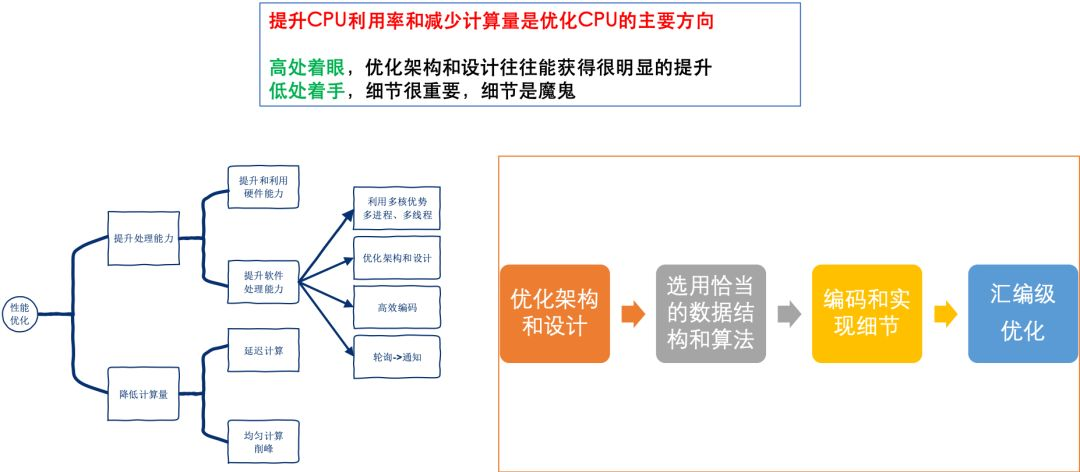 提升CPU利用率和减少计算量是优化CPU的主要方向
高处着眼，优化架构和设计往往能获得很明显的提升
低处着手，细节很重要，细节是魔鬼
性能
优化
提升处理能力
提升和利用
硬件能力
提升软件
处理能力
利用多核优势
多进程、多线程
优化架构和设计
高效编码
轮询->通知
降低计算量
延迟计算
均匀计算
削峰
优化架构
和设计
选用恰当
的数据结
构和算法
编码和实
现细节
汇编级
优化